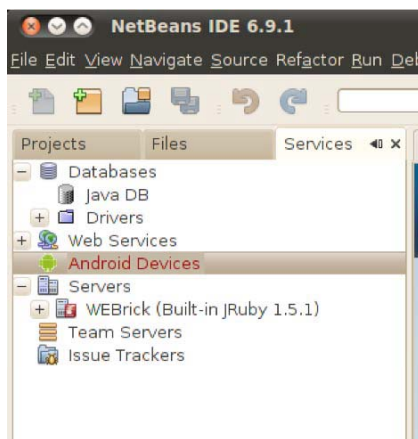 NetBeans IDE 6.9.1
File Edit View Navigate Source Refactor Run
Projects Files Services
Databases
Java DB
Drivers
Web Services
Android Devices
Servers
WEBrick (Built-in JRuby 1.5.1)
Team Servers
Issue Trackers